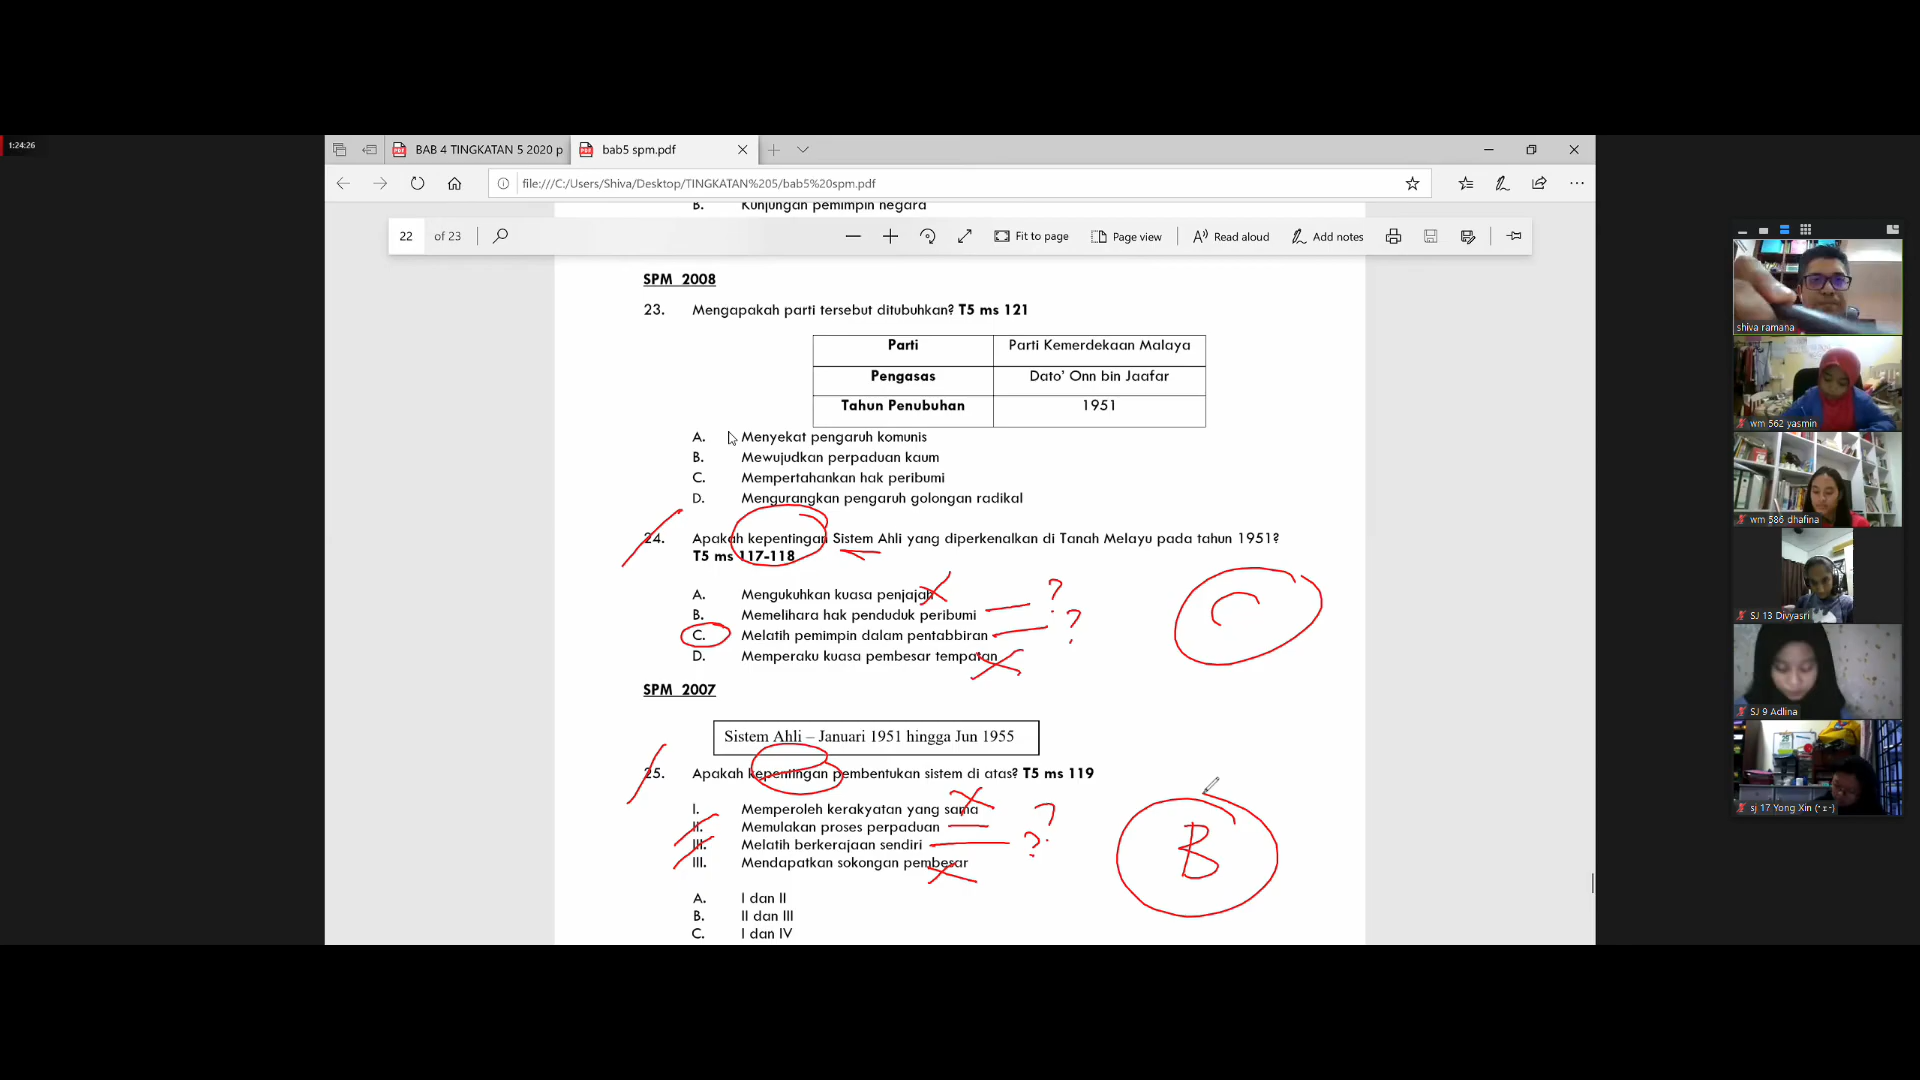 1:24:26
BAB 4 TINGKATAN 5 2020 p
bab5 spm.pdf
file:///C:/Users/Shiva/Desktop/TINGKATAN%205/bab5%20spm.pdf
B. Kunjungan pemimpin negara
22 of 23
Fit to page
Page view
Read aloud
Add notes
SPM 2008
23. Mengapakah parti tersebut ditubuhkan? T5 ms 121
Parti Parti Kemerdekaan Malaya
Pengasas Dato' Onn bin Jaafar
Tahun Penubuhan 1951
A. Menyekat pengaruh komunis
B. Mewujudkan perpaduan kaum
C. Mempertahankan hak peribumi
D. Mengurangkan pengaruh golongan radikal
24. Apakah kepentingan Sistem Ahli yang diperkenalkan di Tanah Melayu pada tahun 1951?
T5 ms 117-118
A. Mengukuhkan kuasa penjajah
?
B. Memelihara hak penduduk peribumi
?
C. Melatih pemimpin dalam pentabbiran
C
D. Memperaku kuasa pembesar tempatan
SPM 2007
Sistem Ahli – Januari 1951 hingga Jun 1955
25. Apakah kepentingan pembentukan sistem di atas? T5 ms 119
I. Memperoleh kerakyatan yang sama
?
II. Memulakan proses perpaduan
III. Melatih berkerajaan sendiri
?
III. Mendapatkan sokongan pembesar
B
A. I dan II
B. II dan III
C. I dan IV
shiva ramana
wm 562 yasmin
wm 586 dhafina
SJ 13 Divyasri
SJ 9 Adlina
sj 17 Yong Xin (･ｪ-)